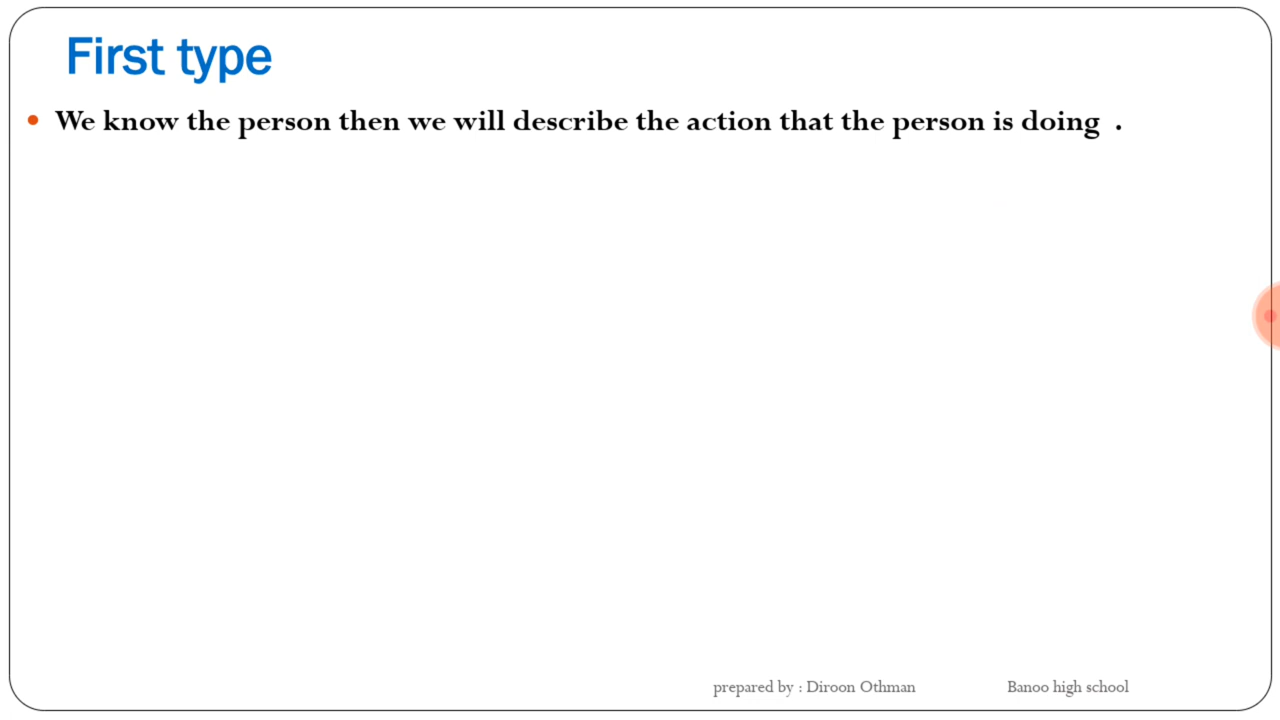 First type
We know the person then we will describe the action that the person is doing .
prepared by : Diroon Othman
Banoo high school